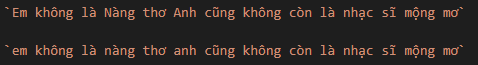 `Em không là Nàng thơ Anh cũng không còn là nhạc sĩ mộng mơ`
`em không là nàng thơ anh cũng không còn là nhạc sĩ mộng mơ`